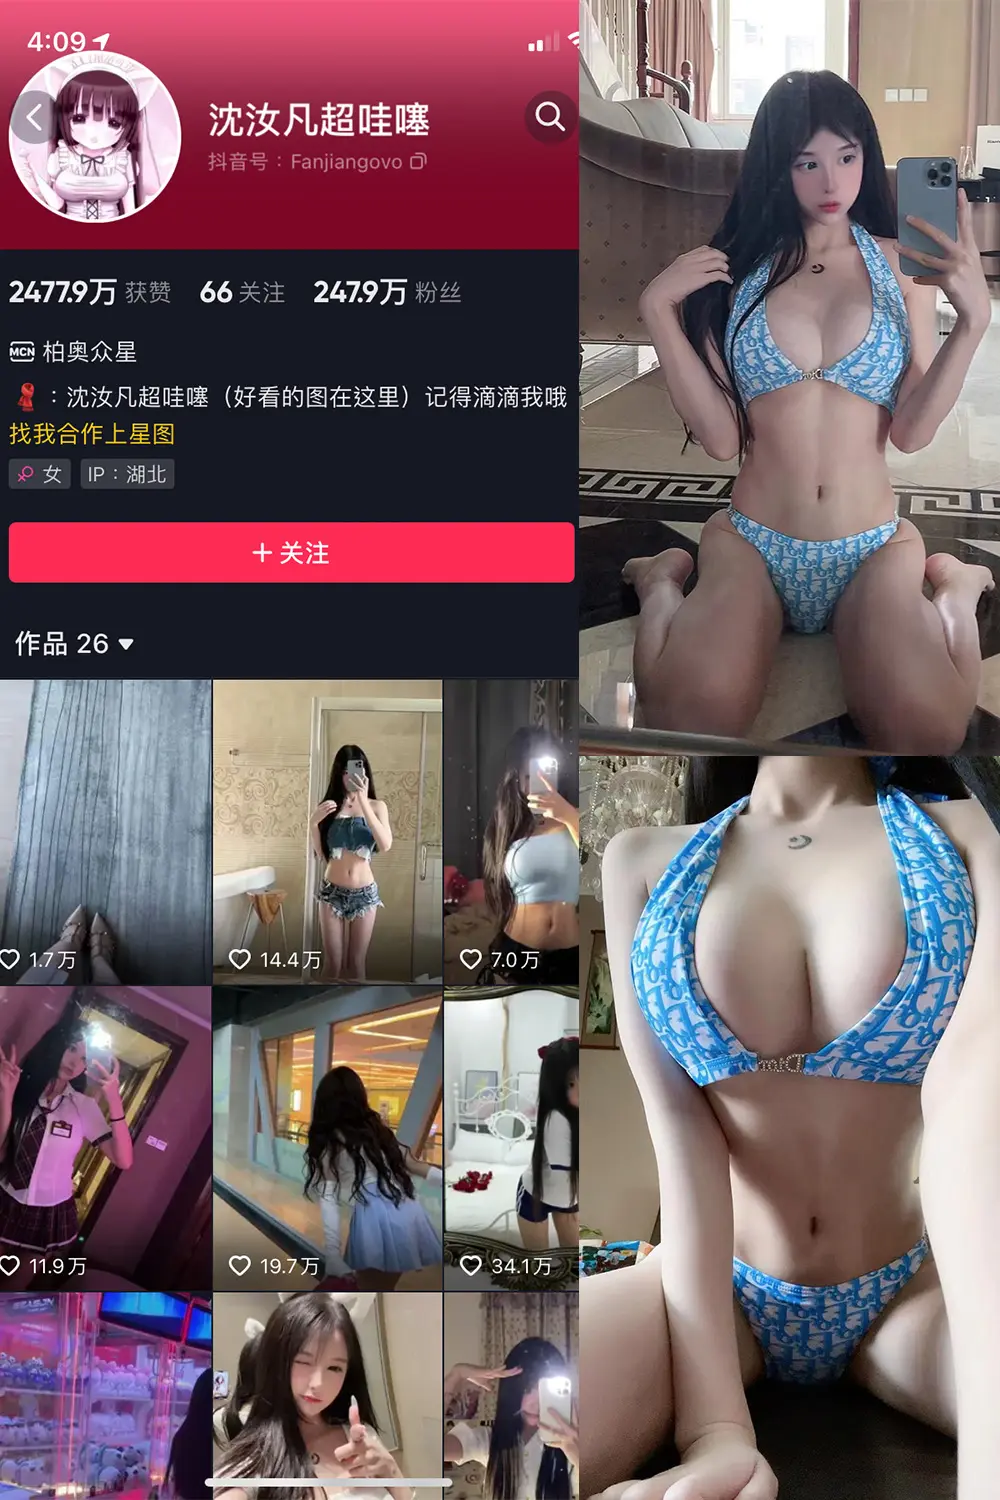 4:09
沈汝凡超哇噻
抖音号：Fanjiangovo
2477.9万 获赞 66 关注 247.9万 粉丝
MCN 柏奥众星
：沈汝凡超哇噻（好看的图在这里）记得滴滴我哦
找我合作上星图
女 IP：湖北
+ 关注
作品 26
1.7万 14.4万 7.0万
11.9万 19.7万 34.1万